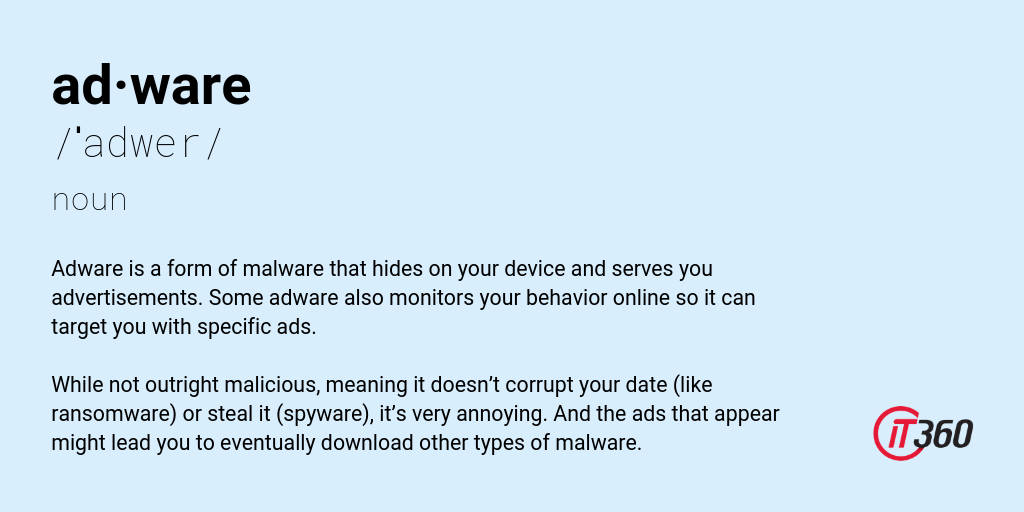 ad·ware
/ˈadwer/
noun
Adware is a form of malware that hides on your device and serves you
advertisements. Some adware also monitors your behavior online so it can
target you with specific ads.
While not outright malicious, meaning it doesn’t corrupt your date (like
ransomware) or steal it (spyware), it’s very annoying. And the ads that appear
might lead you to eventually download other types of malware.
iT360